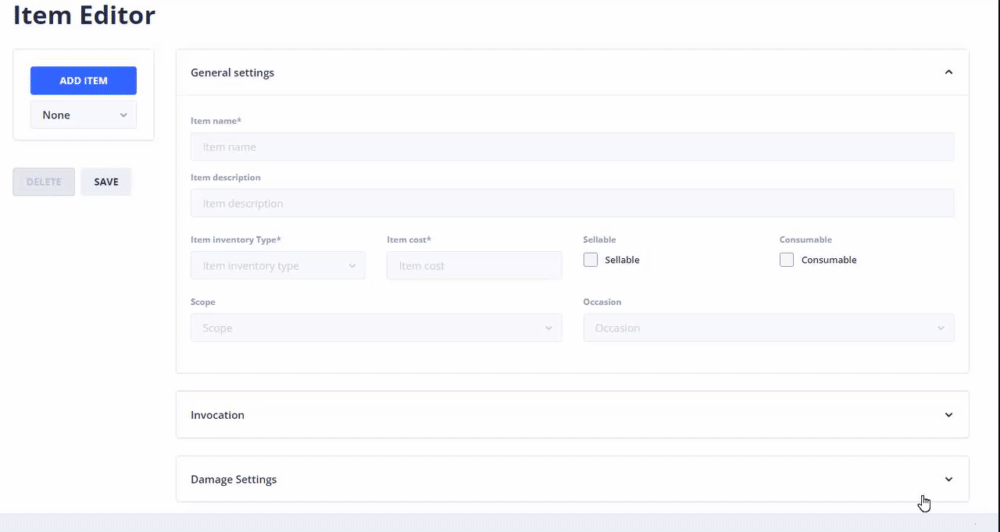 Item Editor
ADD ITEM
None
DELETE
SAVE
General settings
Item name*
Item name
Item description
Item description
Item inventory Type*
Item cost*
Sellable
Consumable
Item inventory type
Item cost
Sellable
Consumable
Scope
Occasion
Scope
Occasion
Invocation
Damage Settings